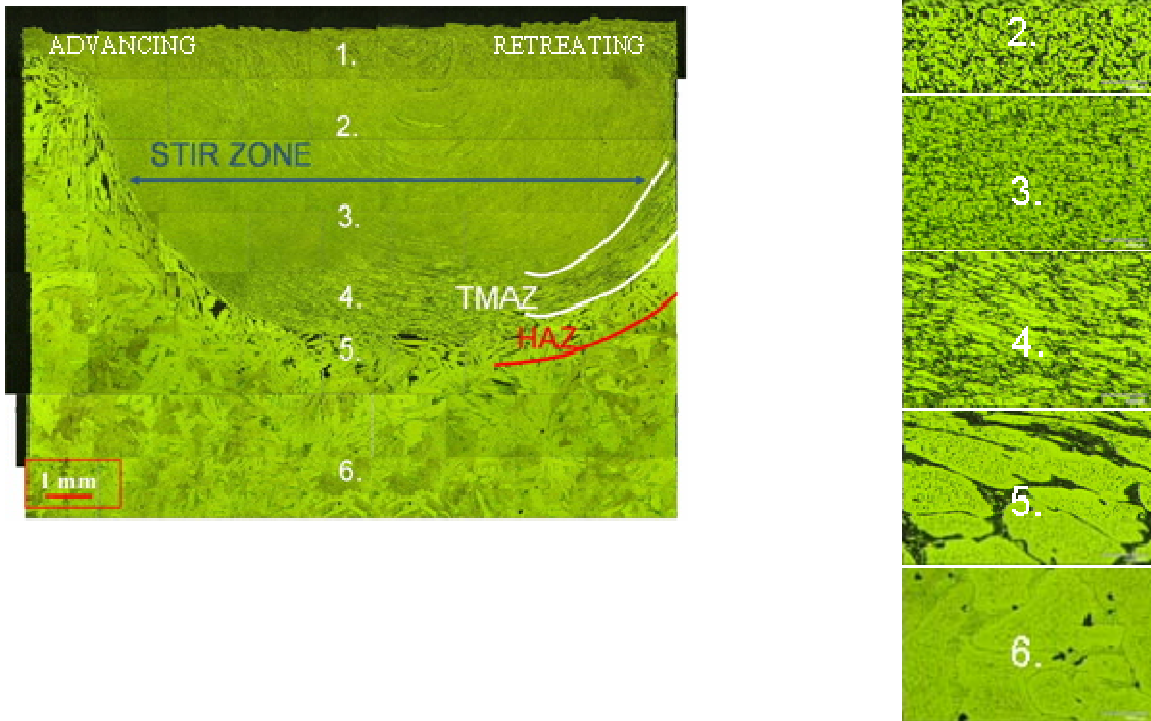 ADVANCING
RETREATING
1.
2.
STIR ZONE
3.
4.
TMAZ
HAZ
5.
6.
1 mm
2.
3.
4.
5.
6.